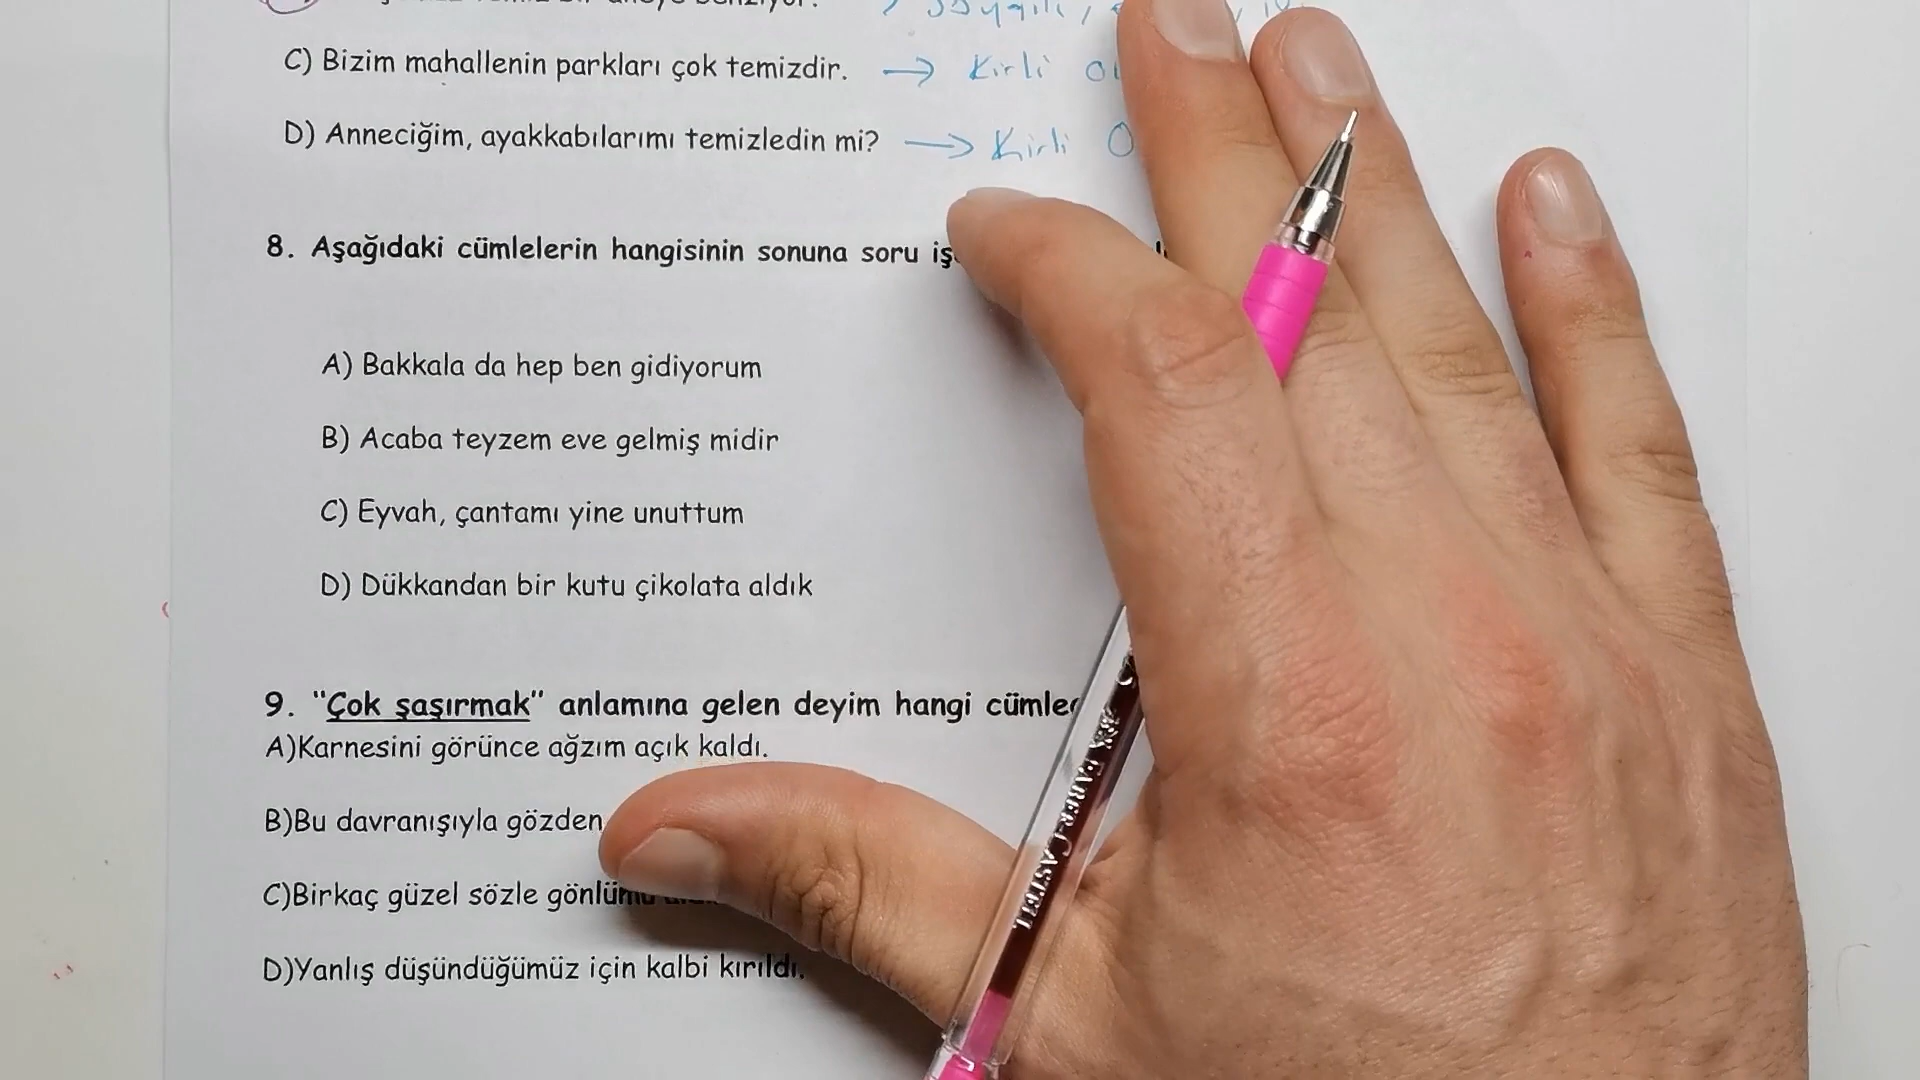 C) Bizim mahallenin parkları çok temizdir. → Kirli
D) Anneciğim, ayakkabılarımı temizledin mi? → Kirli
8. Aşağıdaki cümlelerin hangisinin sonuna soru
A) Bakkala da hep ben gidiyorum
B) Acaba teyzem eve gelmiş midir
C) Eyvah, çantamı yine unuttum
D) Dükkandan bir kutu çikolata aldık
9. "Çok şaşırmak" anlamına gelen deyim hangi
A)Karnesini görünce ağzım açık kaldı.
B)Bu davranışıyla gözden
C)Birkaç güzel sözle
D)Yanlış düşündüğümüz için kalbi kırıldı.
FABER-CASTELL